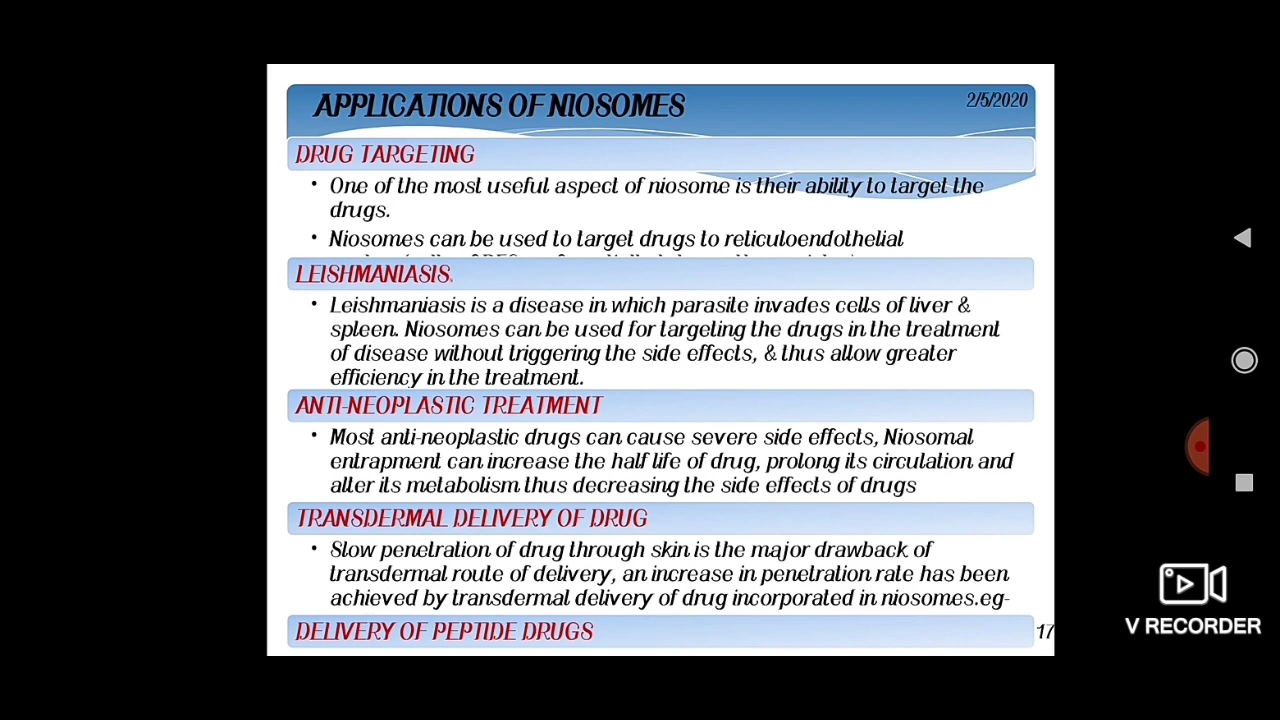 APPLICATIONS OF NIOSOMES
2/5/2020
DRUG TARGETING
• One of the most useful aspect of niosome is their ability to target the
drugs.
• Niosomes can be used to target drugs to reticuloendothelial
LEISHMANIASIS
• Leishmaniasis is a disease in which parasite invades cells of liver &
spleen. Niosomes can be used for targeting the drugs in the treatment
of disease without triggering the side effects, & thus allow greater
efficiency in the treatment.
ANTI-NEOPLASTIC TREATMENT
• Most anti-neoplastic drugs can cause severe side effects, Niosomal
entrapment can increase the half life of drug, prolong its circulation and
alter its metabolism thus decreasing the side effects of drugs
TRANSDERMAL DELIVERY OF DRUG
• Slow penetration of drug through skin is the major drawback of
transdermal route of delivery, an increase in penetration rate has been
achieved by transdermal delivery of drug incorporated in niosomes.eg-
DELIVERY OF PEPTIDE DRUGS
17
V RECORDER